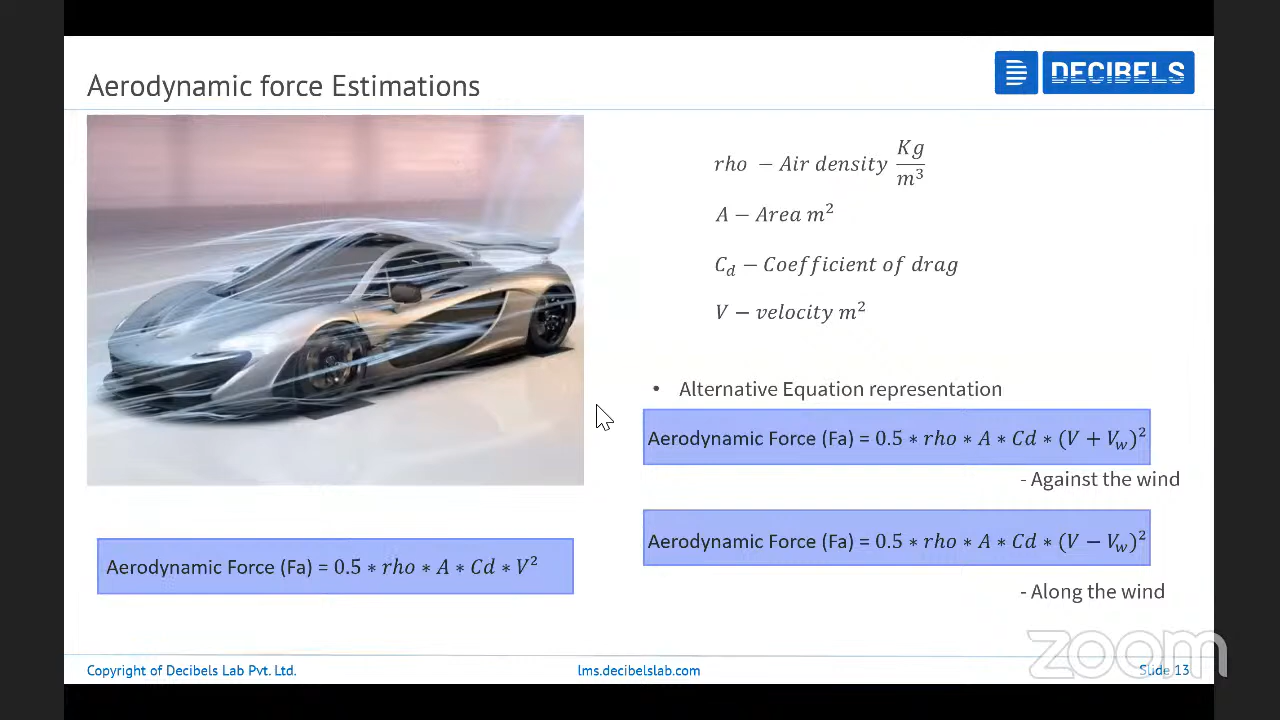 Aerodynamic force Estimations
DECIBELS
rho – Air density Kg/m³
A – Area m²
C_d – Coefficient of drag
V – velocity m²
• Alternative Equation representation
Aerodynamic Force (Fa) = 0.5 * rho * A * Cd * (V + V_w)²
- Against the wind
Aerodynamic Force (Fa) = 0.5 * rho * A * Cd * (V − V_w)²
- Along the wind
Aerodynamic Force (Fa) = 0.5 * rho * A * Cd * V²
Copyright of Decibels Lab Pvt. Ltd.
lms.decibelslab.com
Slide 13
zoom